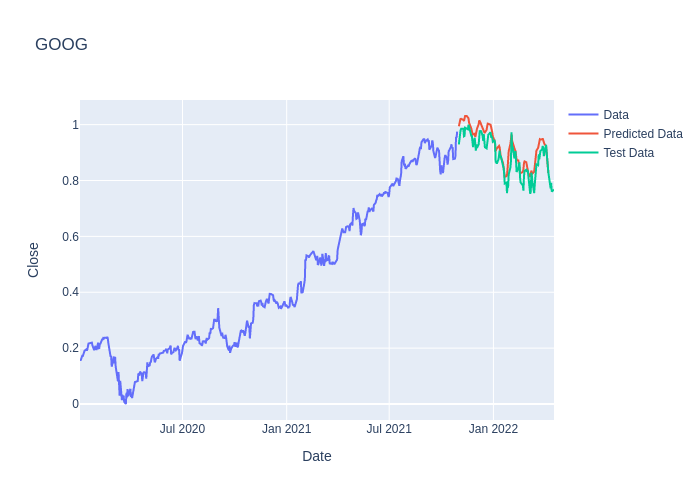 GOOG
Data
Predicted Data
Test Data
Close
1
0.8
0.6
0.4
0.2
0
Jul 2020
Jan 2021
Jul 2021
Jan 2022
Date